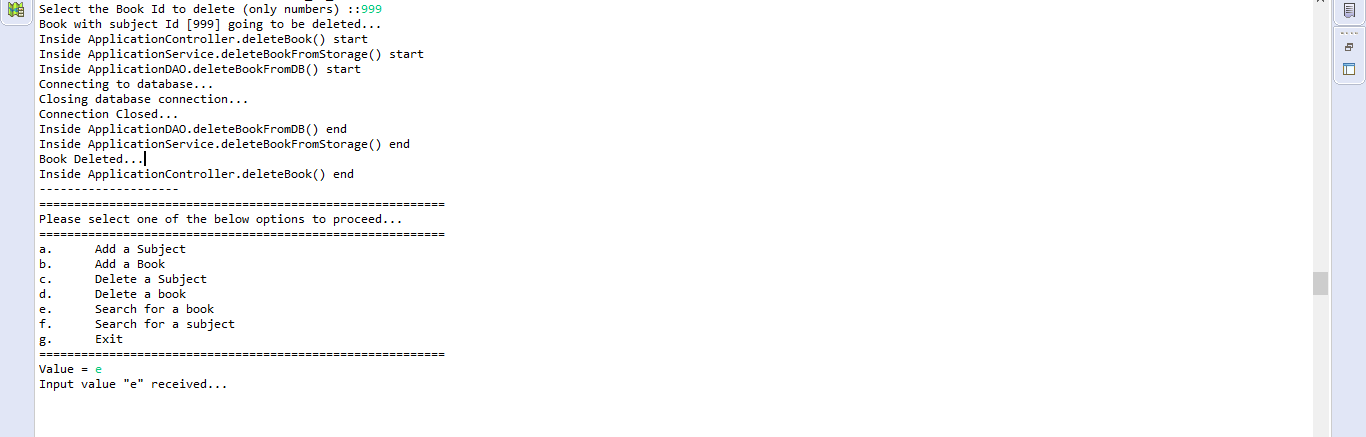 Select the Book Id to delete (only numbers) ::999
Book with subject Id [999] going to be deleted...
Inside ApplicationController.deleteBook() start
Inside ApplicationService.deleteBookFromStorage() start
Inside ApplicationDAO.deleteBookFromDB() start
Connecting to database...
Closing database connection...
Connection Closed...
Inside ApplicationDAO.deleteBookFromDB() end
Inside ApplicationService.deleteBookFromStorage() end
Book Deleted...
Inside ApplicationController.deleteBook() end
--------------------
==========================================================
Please select one of the below options to proceed...
==========================================================
a. Add a Subject
b. Add a Book
c. Delete a Subject
d. Delete a book
e. Search for a book
f. Search for a subject
g. Exit
==========================================================
Value = e
Input value "e" received...